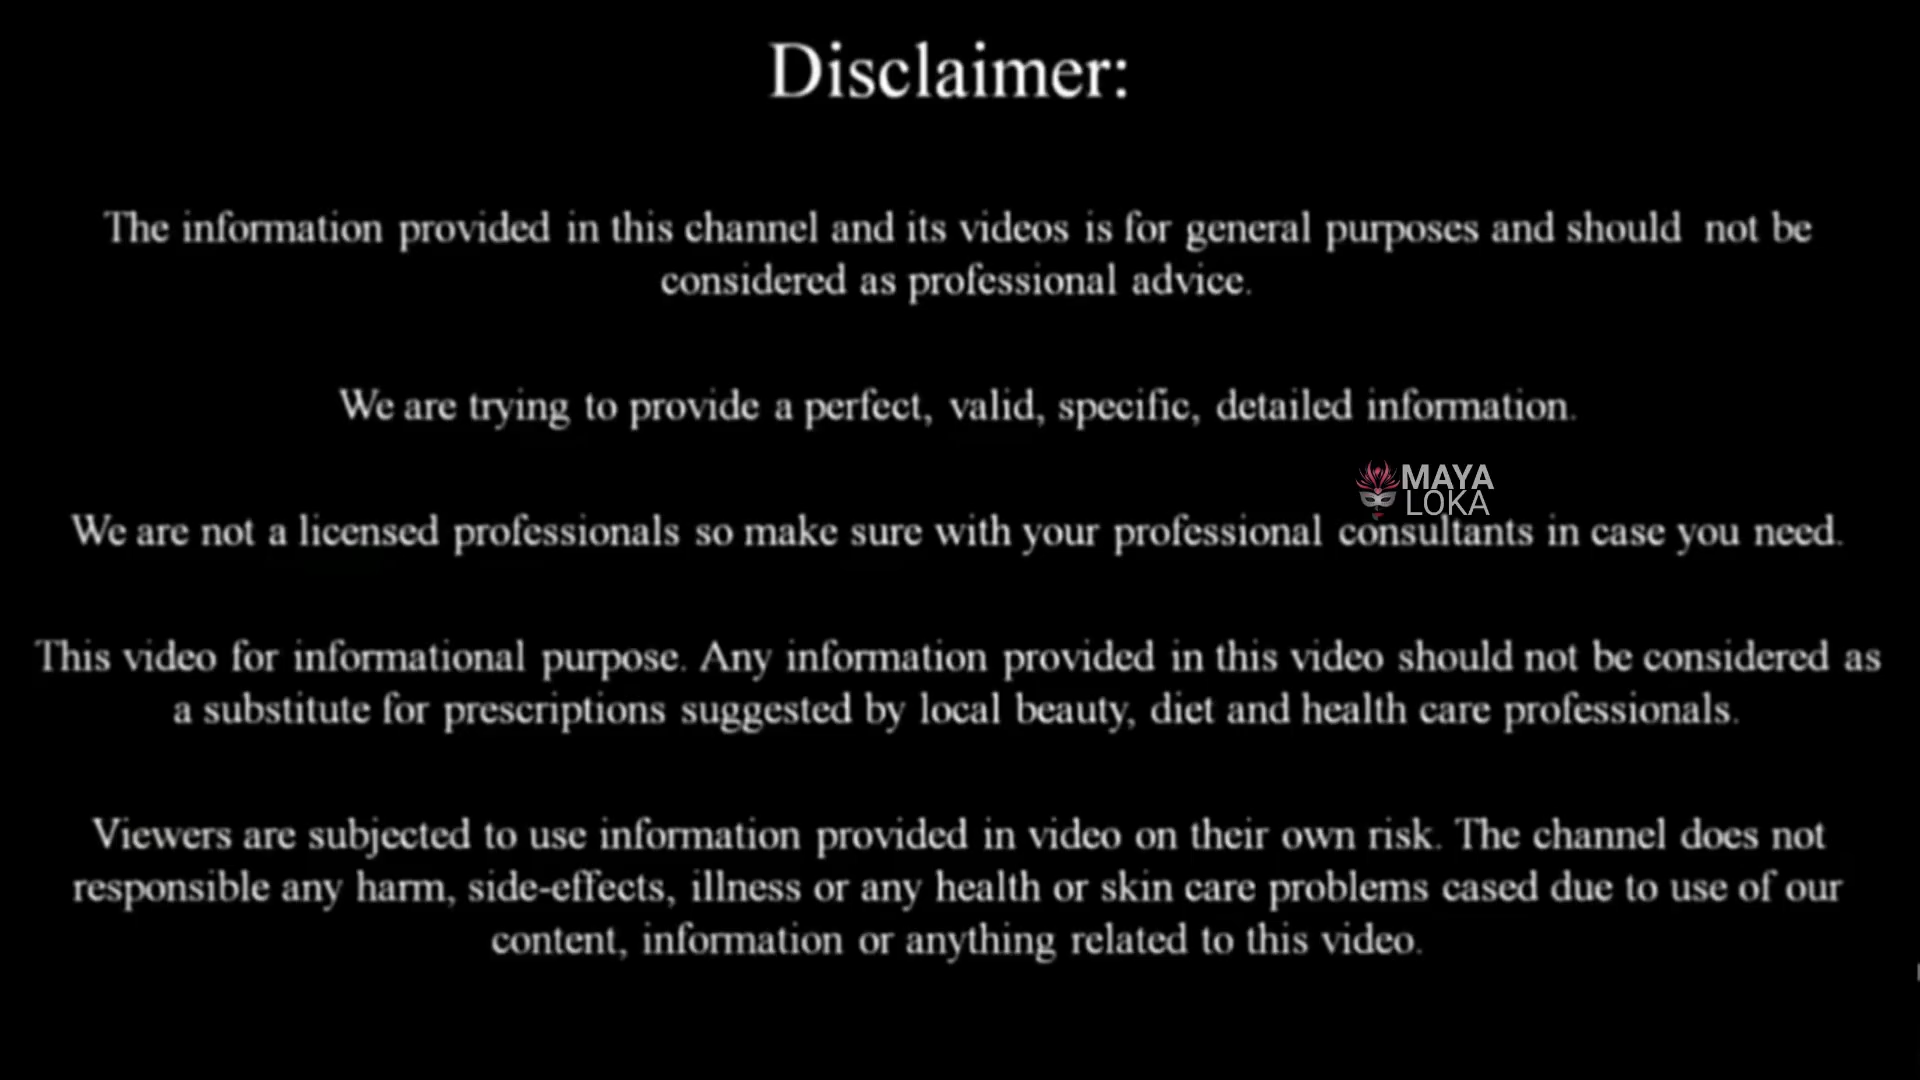 Disclaimer:
The information provided in this channel and its videos is for general purposes and should not be
considered as professional advice.
We are trying to provide a perfect, valid, specific, detailed information.
MAYA
LOKA
We are not a licensed professionals so make sure with your professional consultants in case you need.
This video for informational purpose. Any information provided in this video should not be considered as
a substitute for prescriptions suggested by local beauty, diet and health care professionals.
Viewers are subjected to use information provided in video on their own risk. The channel does not
responsible any harm, side-effects, illness or any health or skin care problems cased due to use of our
content, information or anything related to this video.